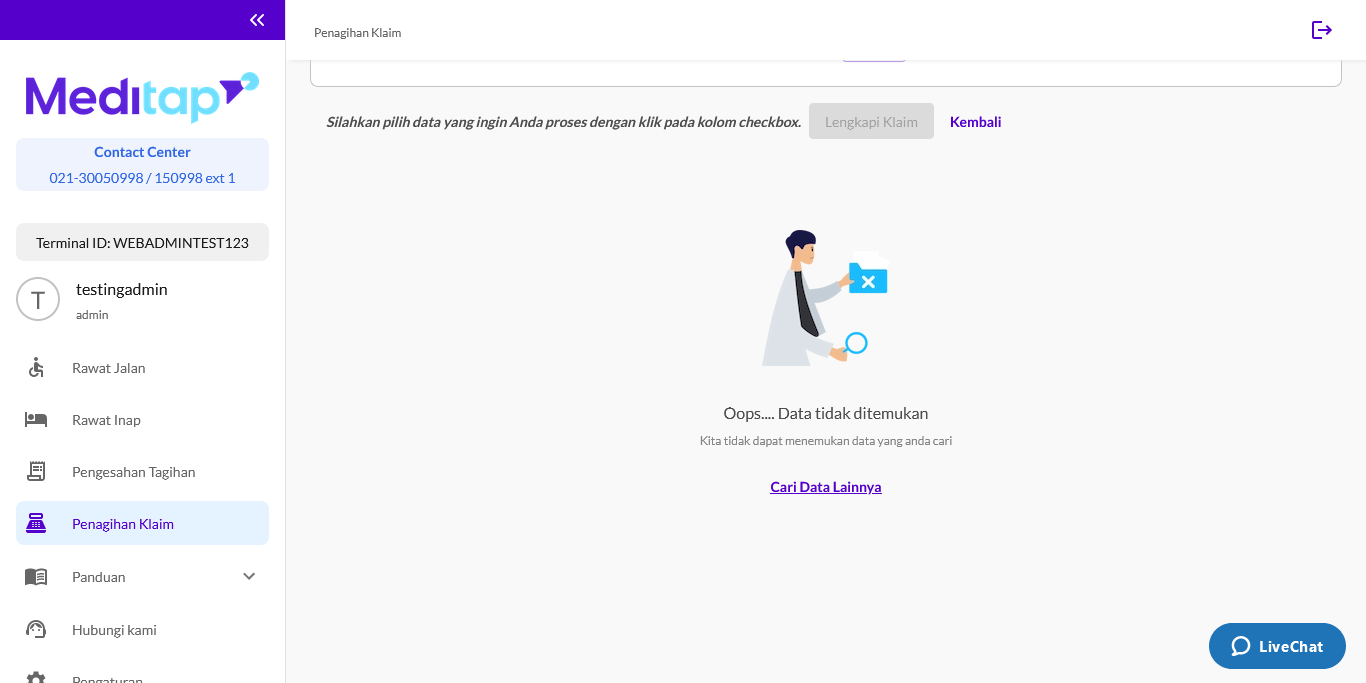 Meditap
Contact Center
021-30050998 / 150998 ext 1
Terminal ID: WEBADMINTEST123
T
testingadmin
admin
Rawat Jalan
Rawat Inap
Pengesahan Tagihan
Penagihan Klaim
Panduan
Hubungi kami
Pengaturan
Penagihan Klaim
Silahkan pilih data yang ingin Anda proses dengan klik pada kolom checkbox.
Lengkapi Klaim
Kembali
Oops.... Data tidak ditemukan
Kita tidak dapat menemukan data yang anda cari
Cari Data Lainnya
LiveChat